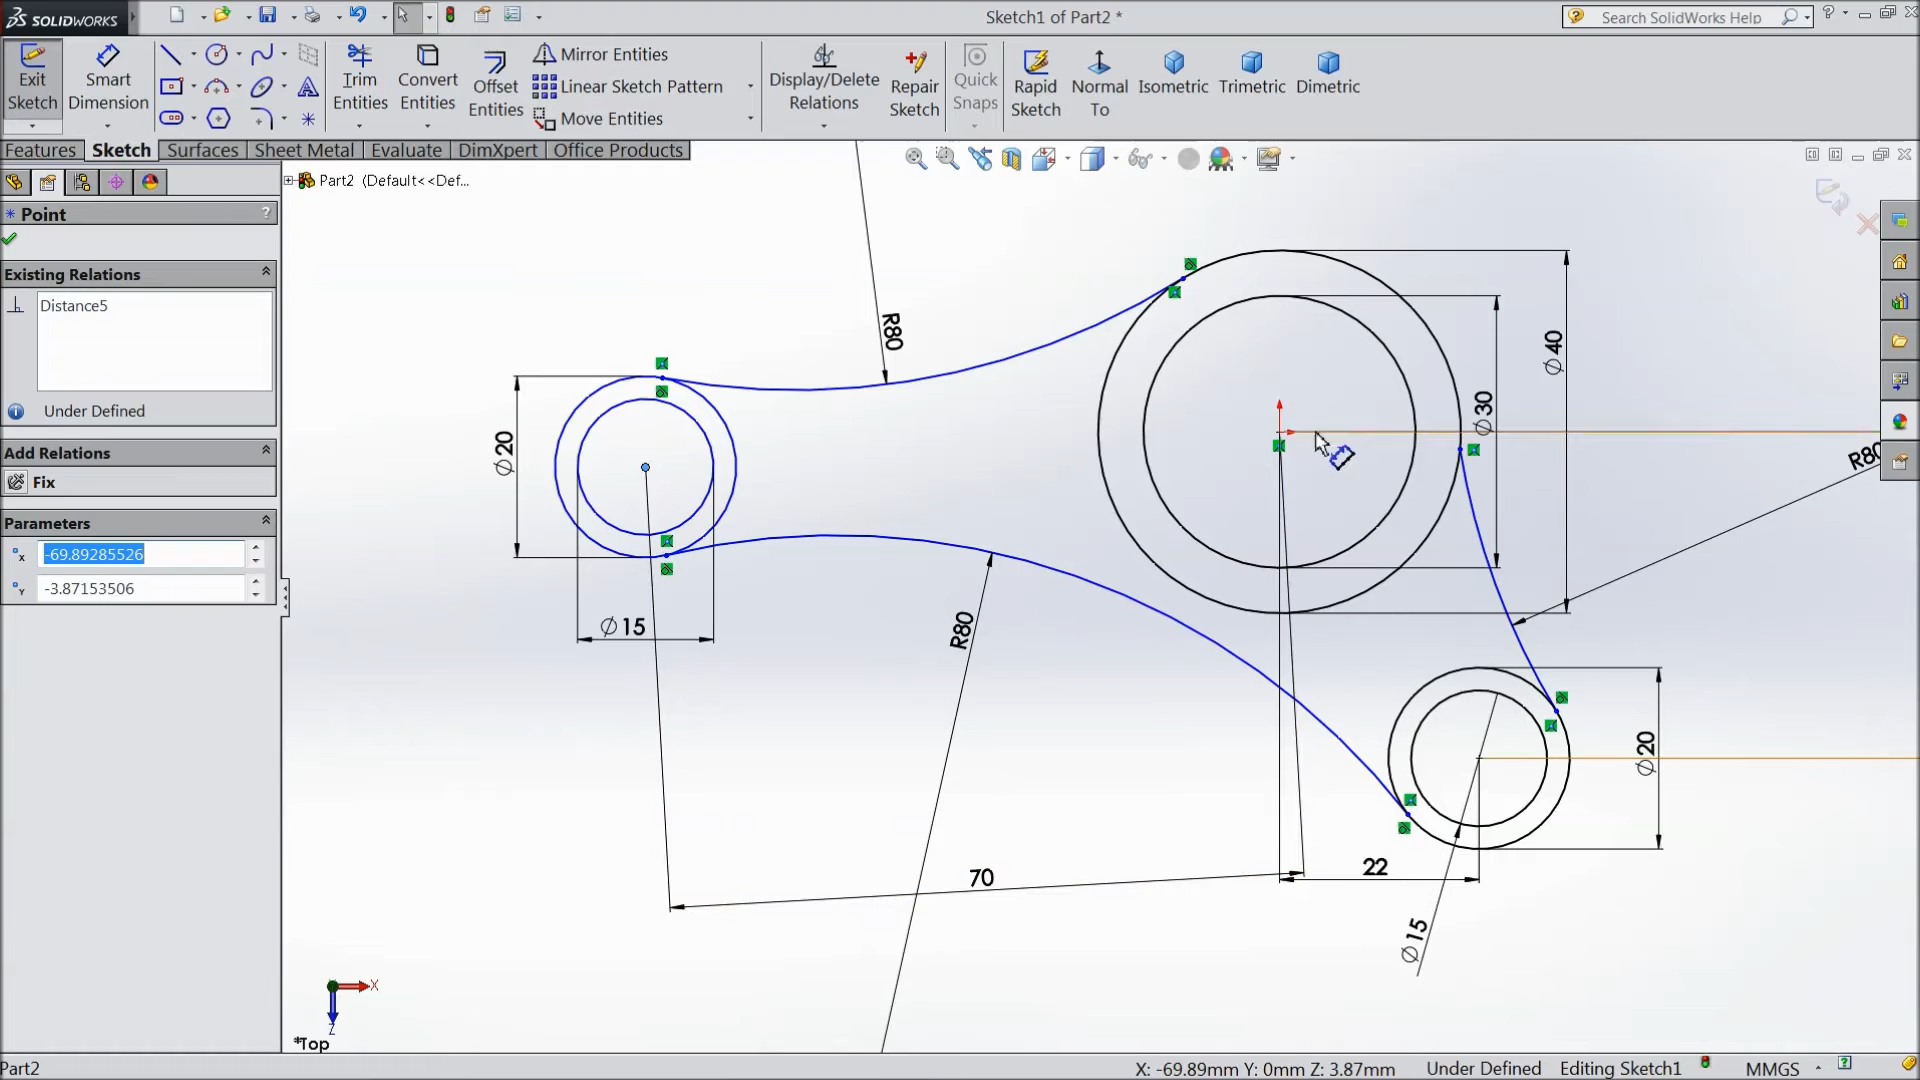 SOLIDWORKS
Sketch1 of Part2 *
Search SolidWorks Help
Exit Sketch
Smart Dimension
Trim Entities
Convert Entities
Offset Entities
Mirror Entities
Linear Sketch Pattern
Move Entities
Display/Delete Relations
Repair Sketch
Quick Snaps
Rapid Sketch
Normal To
Isometric
Trimetric
Dimetric
Features
Sketch
Surfaces
Sheet Metal
Evaluate
DimXpert
Office Products
Part2 (Default<<Def...
Point
?
Existing Relations
Distance5
Under Defined
Add Relations
Fix
Parameters
X
-69.89285526
Y
-3.87153506
R80
∅40
∅30
∅20
R80
∅15
R80
∅20
70
22
∅15
X
Z
*Top
Part2
X: -69.89mm Y: 0mm Z: 3.87mm
Under Defined
Editing Sketch1
MMGS